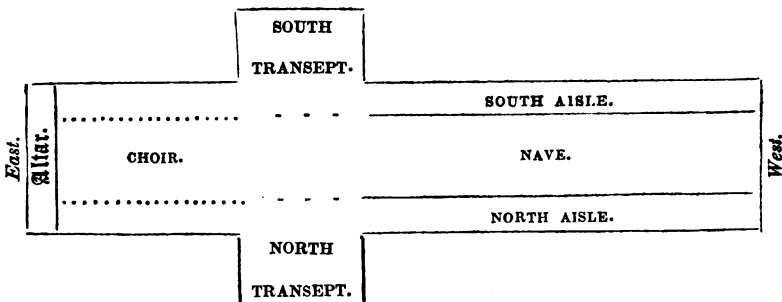 SOUTH
TRANSEPT.
SOUTH AISLE.
East.
Altar.
CHOIR.
NAVE.
West.
NORTH AISLE.
NORTH
TRANSEPT.